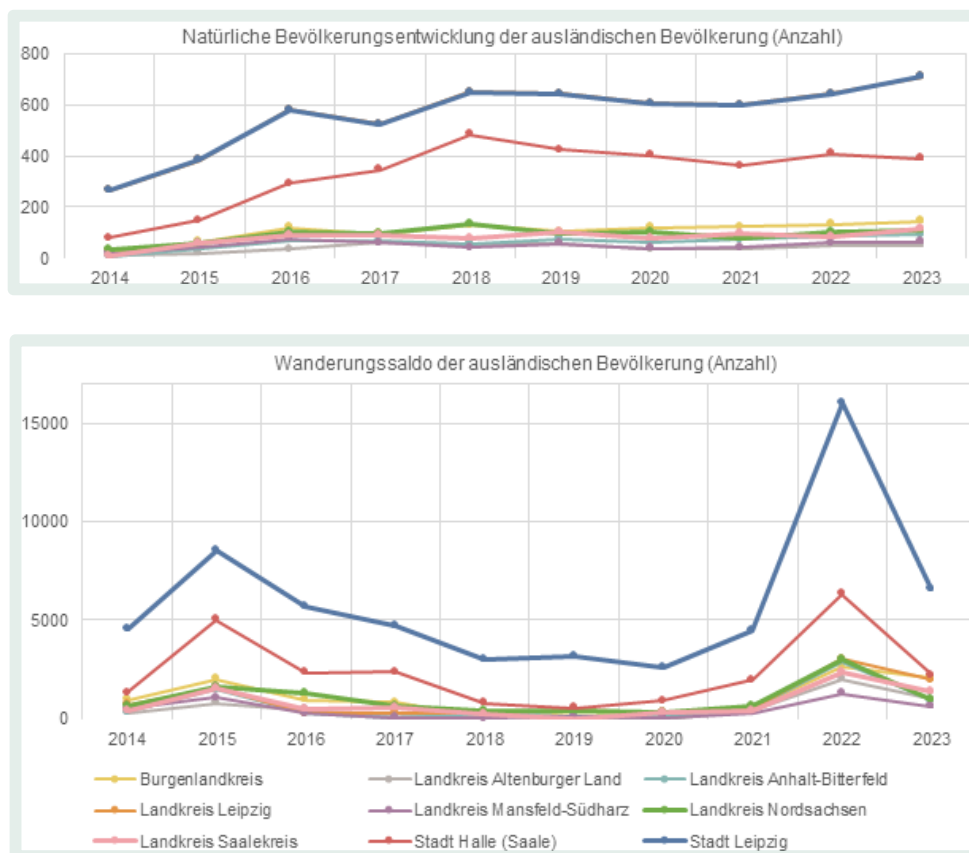 Natürliche Bevölkerungsentwicklung der ausländischen Bevölkerung (Anzahl)
800
600
400
200
0
2014 2015 2016 2017 2018 2019 2020 2021 2022 2023
Wanderungssaldo der ausländischen Bevölkerung (Anzahl)
15000
10000
5000
0
2014 2015 2016 2017 2018 2019 2020 2021 2022 2023
Burgenlandkreis Landkreis Altenburger Land Landkreis Anhalt-Bitterfeld
Landkreis Leipzig Landkreis Mansfeld-Südharz Landkreis Nordsachsen
Landkreis Saalekreis Stadt Halle (Saale) Stadt Leipzig